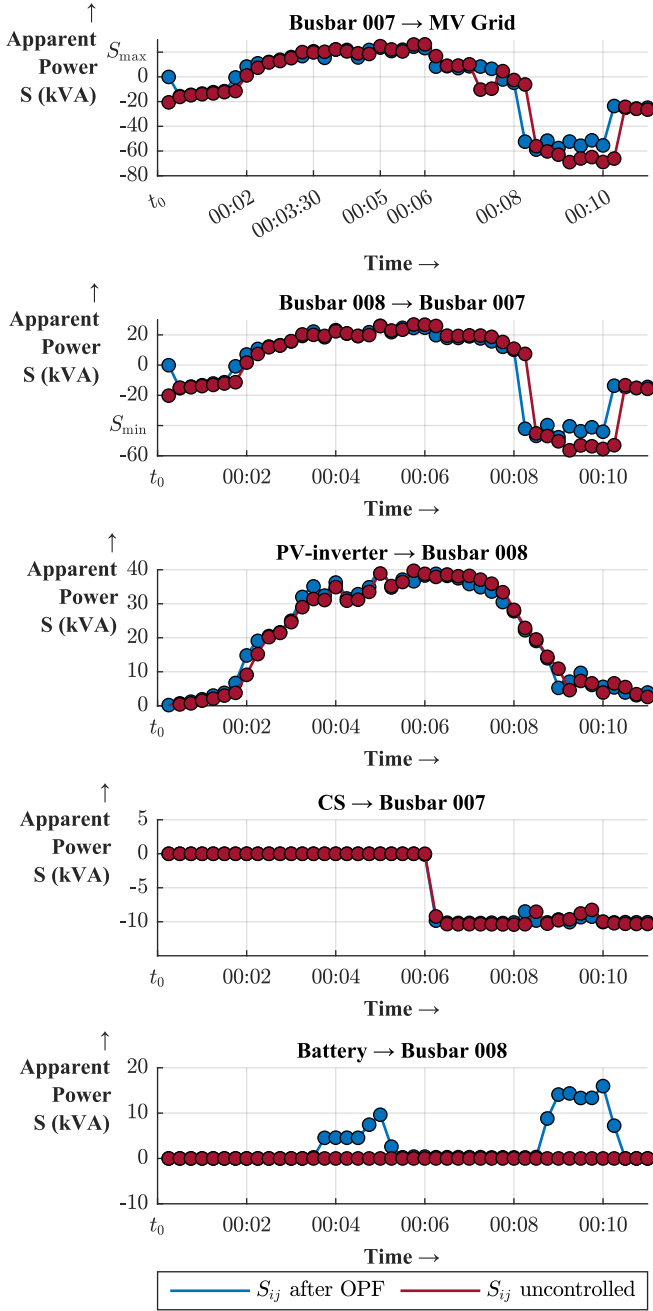 Busbar 007 → MV Grid
↑
Apparent
Power
S (kVA)
S_max
0
-20
-40
-60
-80
t_0
00:02
00:03:30
00:05
00:06
00:08
00:10
Time →
Busbar 008 → Busbar 007
↑
Apparent
Power
S (kVA)
20
0
-20
S_min
-60
t_0
00:02
00:04
00:06
00:08
00:10
Time →
PV-inverter → Busbar 008
↑
Apparent
Power
S (kVA)
40
30
20
10
0
t_0
00:02
00:04
00:06
00:08
00:10
Time →
CS → Busbar 007
↑
Apparent
Power
S (kVA)
5
0
-5
-10
t_0
00:02
00:04
00:06
00:08
00:10
Time →
Battery → Busbar 008
↑
Apparent
Power
S (kVA)
20
10
0
-10
t_0
00:02
00:04
00:06
00:08
00:10
Time →
S_ij after OPF
S_ij uncontrolled